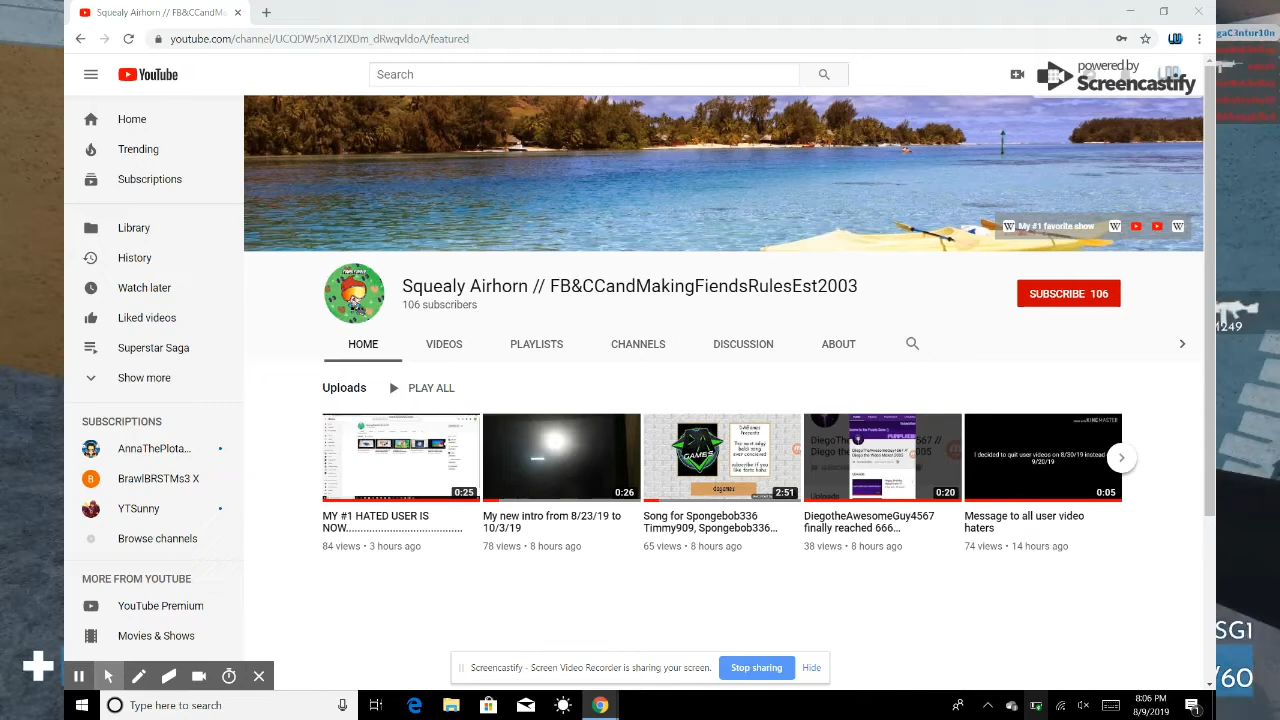 Squealy Airhorn // FB&CCandMa
youtube.com/channel/UCQDW5nX1ZlXDm_dRwqvldoA/featured
gaC3ntur10n
YouTube
Search
powered by
Screencastify
Home
Trending
Subscriptions
Library
History
Watch later
Liked videos
Superstar Saga
Show more
SUBSCRIPTIONS
AnnaThePlota...
BrawlBRSTMs3 X
YTSunny
Browse channels
MORE FROM YOUTUBE
YouTube Premium
Movies & Shows
My #1 favorite show
Squealy Airhorn // FB&CCandMakingFiendsRulesEst2003
106 subscribers
SUBSCRIBE 106
HOME VIDEOS PLAYLISTS CHANNELS DISCUSSION ABOUT
M249
Uploads PLAY ALL
0:25
0:26
GAMES
2:51
0:20
KINEMASTER
I decided to quit user videos on 8/30/19 instead
9/20/19
0:05
MY #1 HATED USER IS
NOW..................................
84 views • 3 hours ago
My new intro from 8/23/19 to
10/3/19
78 views • 8 hours ago
Song for Spongebob336
Timmy909, Spongebob336...
65 views • 8 hours ago
DiegotheAwesomeGuy4567
finally reached 666...
38 views • 8 hours ago
Message to all user video
haters
74 views • 14 hours ago
SG1
/60
Screencastify - Screen Video Recorder is sharing your screen.
Stop sharing
Hide
Type here to search
8:06 PM
8/9/2019
1